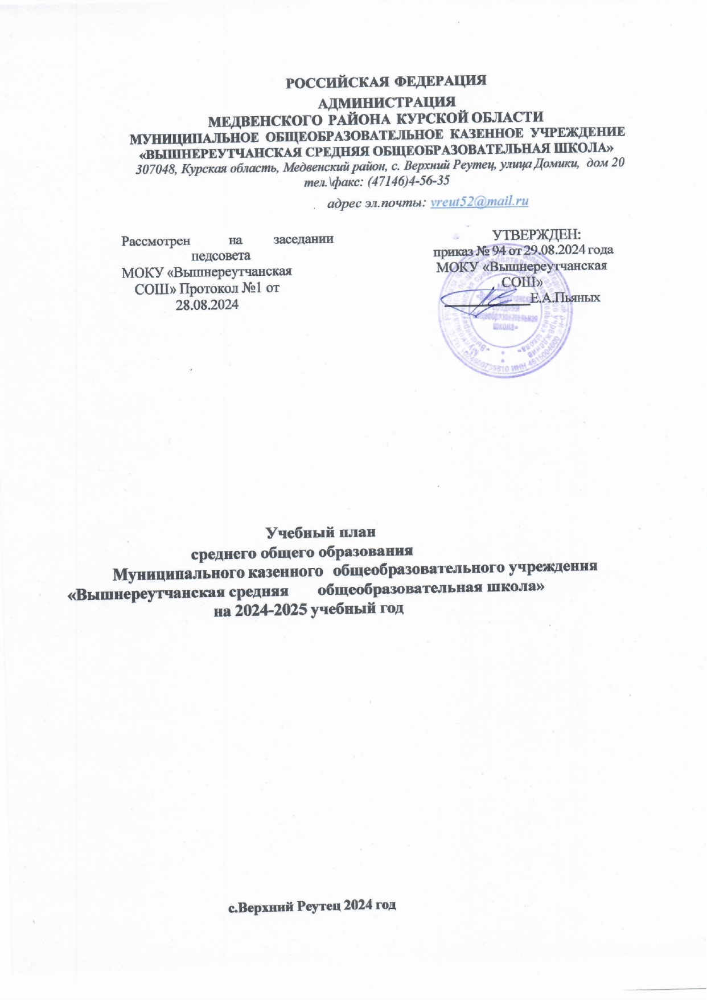 РОССИЙСКАЯ ФЕДЕРАЦИЯ
АДМИНИСТРАЦИЯ
МЕДВЕНСКОГО РАЙОНА КУРСКОЙ ОБЛАСТИ
МУНИЦИПАЛЬНОЕ ОБЩЕОБРАЗОВАТЕЛЬНОЕ КАЗЕННОЕ УЧРЕЖДЕНИЕ
«ВЫШНЕРЕУТЧАНСКАЯ СРЕДНЯЯ ОБЩЕОБРАЗОВАТЕЛЬНАЯ ШКОЛА»
307048, Курская область, Медвенский район, с. Верхний Реутец, улица Домики, дом 20
тел.\факс: (47146)4-56-35
адрес эл.почты: vreut52@mail.ru
Рассмотрен на заседании
педсовета
МОКУ «Вышнереутчанская
СОШ» Протокол №1 от
28.08.2024
УТВЕРЖДЕН:
приказ № 94 от 29.08.2024 года
МОКУ «Вышнереутчанская
СОШ»
Е.А.Пьяных
средняя
общеобразовательная
школа»
ИНН 4615004600
Учебный план
среднего общего образования
Муниципального казенного общеобразовательного учреждения
«Вышнереутчанская средняя общеобразовательная школа»
на 2024-2025 учебный год
с.Верхний Реутец 2024 год